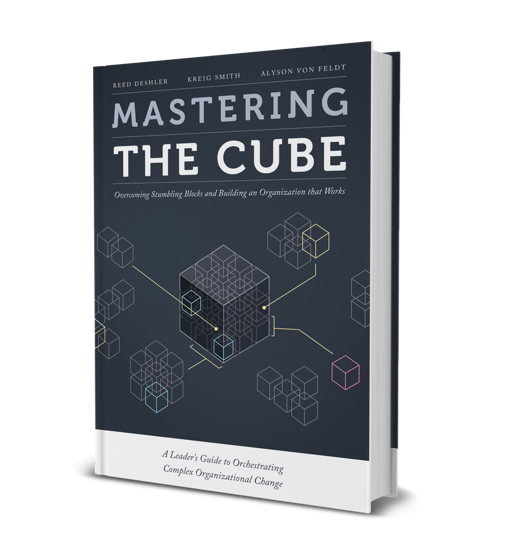 REED DESHLER KREIG SMITH ALYSON VON FELDT
MASTERING
THE CUBE
Overcoming Stumbling Blocks and Building an Organization that Works
A Leader's Guide to Orchestrating
Complex Organizational Change